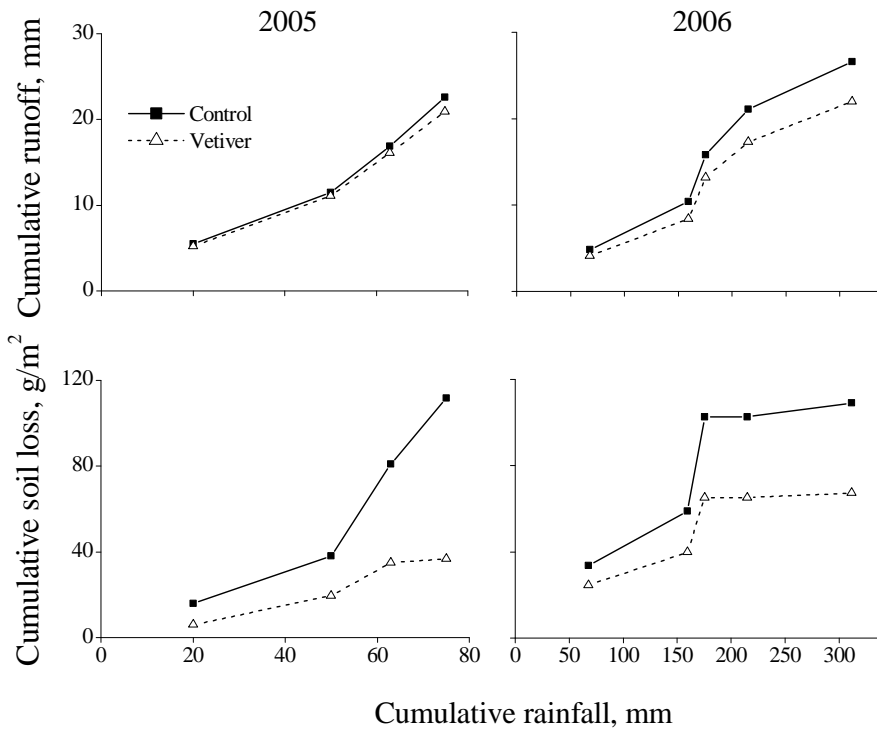 2005
2006
Cumulative runoff, mm
30
20
10
0
Control
Vetiver
Cumulative soil loss, g/m²
120
80
40
0
0 20 40 60 80
0 50 100 150 200 250 300
Cumulative rainfall, mm